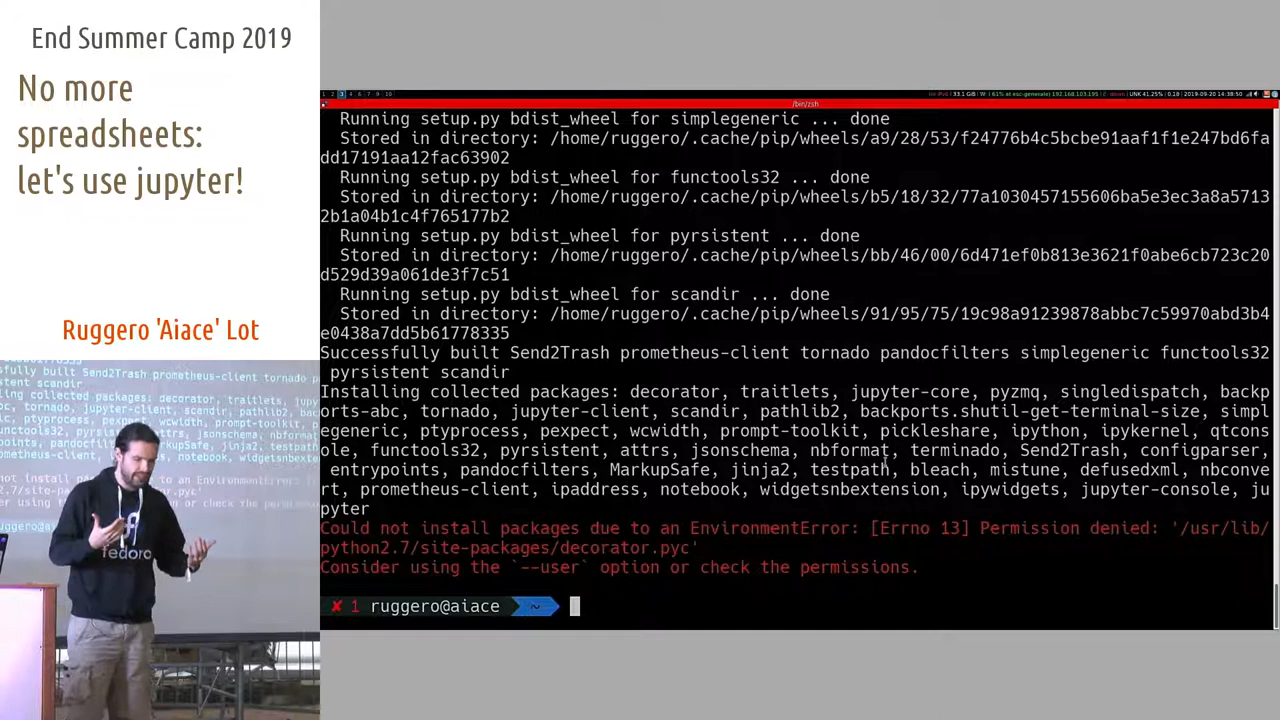 End Summer Camp 2019
No more
spreadsheets:
let's use jupyter!
Ruggero 'Aiace' Lot
/bin/zsh
Running setup.py bdist_wheel for simplegeneric ... done
Stored in directory: /home/ruggero/.cache/pip/wheels/a9/28/53/f24776b4c5bcbe91aaf1f1e247bd6fa
dd17191aa12fac63902
Running setup.py bdist_wheel for functools32 ... done
Stored in directory: /home/ruggero/.cache/pip/wheels/b5/18/32/77a1030457155606ba5e3ec3a8a5713
2b1a04b1c4f765177b2
Running setup.py bdist_wheel for pyrsistent ... done
Stored in directory: /home/ruggero/.cache/pip/wheels/bb/46/00/6d471ef0b813e3621f0abe6cb723c20
d529d39a061de3f7c51
Running setup.py bdist_wheel for scandir ... done
Stored in directory: /home/ruggero/.cache/pip/wheels/91/95/75/19c98a91239878abbc7c59970abd3b4
e0438a7dd5b61778335
Successfully built Send2Trash prometheus-client tornado pandocfilters simplegeneric functools32
pyrsistent scandir
Installing collected packages: decorator, traitlets, jupyter-core, pyzmq, singledispatch, backp
orts-abc, tornado, jupyter-client, scandir, pathlib2, backports.shutil-get-terminal-size, simpl
egeneric, ptyprocess, pexpect, wcwidth, prompt-toolkit, pickleshare, ipython, ipykernel, qtcons
ole, functools32, pyrsistent, attrs, jsonschema, nbformat, terminado, Send2Trash, configparser,
entrypoints, pandocfilters, MarkupSafe, jinja2, testpath, bleach, mistune, defusedxml, nbconve
rt, prometheus-client, ipaddress, notebook, widgetsnbextension, ipywidgets, jupyter-console, ju
pyter
Could not install packages due to an EnvironmentError: [Errno 13] Permission denied: '/usr/lib/
python2.7/site-packages/decorator.pyc'
Consider using the `--user` option or check the permissions.
✘ 1 ruggero@aiace ~
fedora